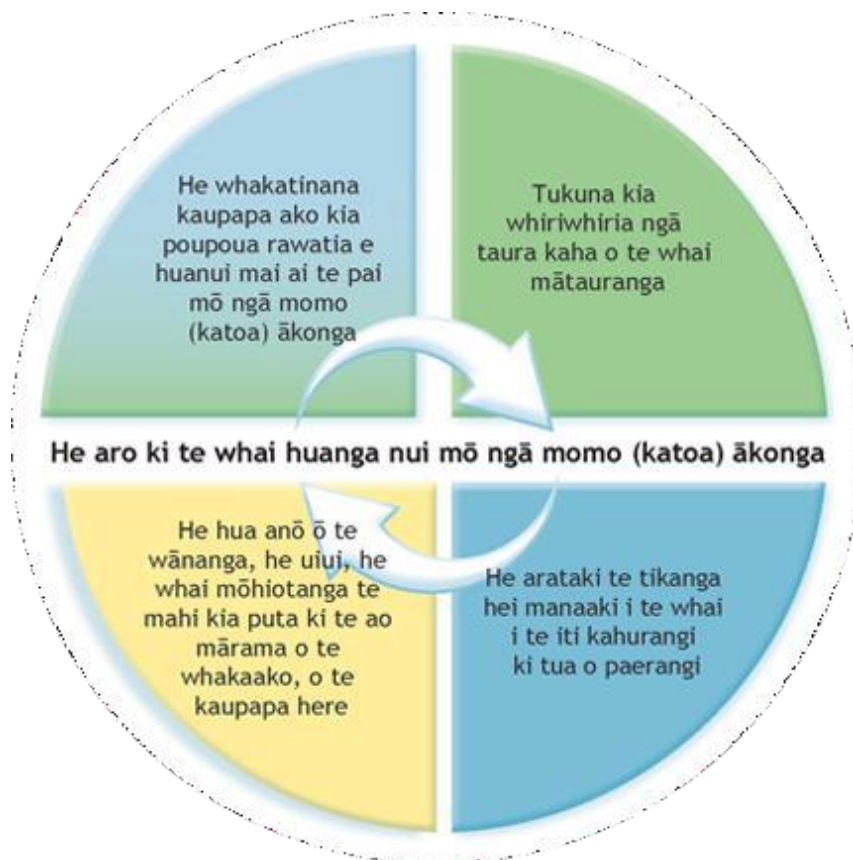 He whakatinana
kaupapa ako kia
poupoua rawatia e
huanui mai ai te pai
mō ngā momo
(katoa) ākonga
Tukuna kia
whiriwhiria ngā
taura kaha o te whai
mātauranga
He aro ki te whai huanga nui mō ngā momo (katoa) ākonga
He hua anō ō te
wānanga, he uiui, he
whai mōhiotanga te
mahi kia puta ki te ao
mārama o te
whakaako, o te
kaupapa here
He arataki te tikanga
hei manaaki i te whai
i te iti kahurangi
ki tua o paerangi